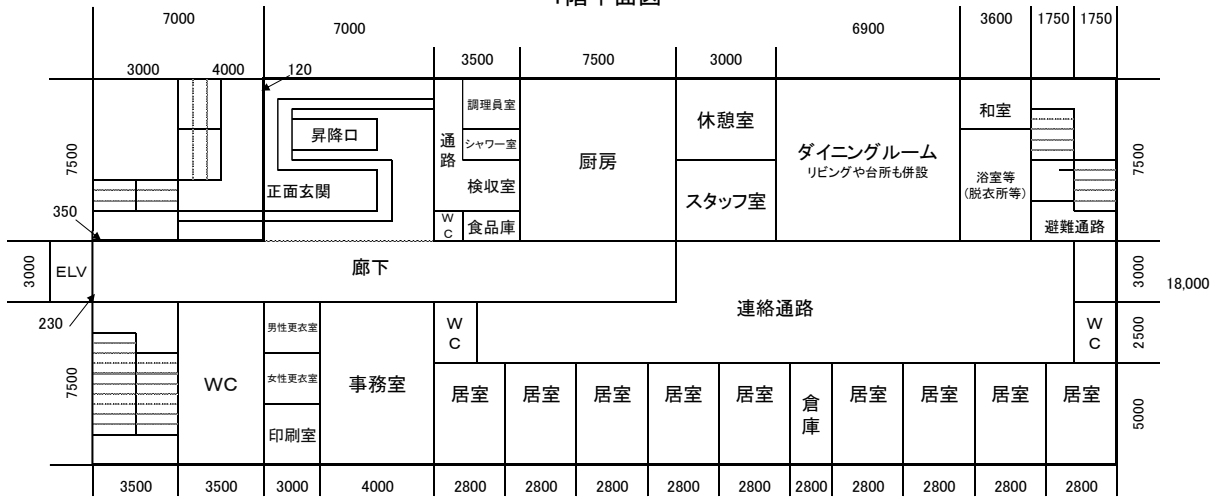 1階平面図
7000
7000
6900
3600
1750
1750
3000
4000
120
3500
7500
3000
7500
7500
昇降口
正面玄関
通路
調理員室
シャワー室
検収室
WC
食品庫
厨房
休憩室
スタッフ室
ダイニングルーム
リビングや台所も併設
和室
浴室等
(脱衣所等)
避難通路
350
3000
ELV
廊下
連絡通路
3000
18,000
230
7500
WC
男性更衣室
女性更衣室
印刷室
事務室
WC
WC
2500
居室
居室
居室
居室
居室
倉庫
居室
居室
居室
居室
5000
3500
3500
3000
4000
2800
2800
2800
2800
2800
2800
2800
2800
2800
2800